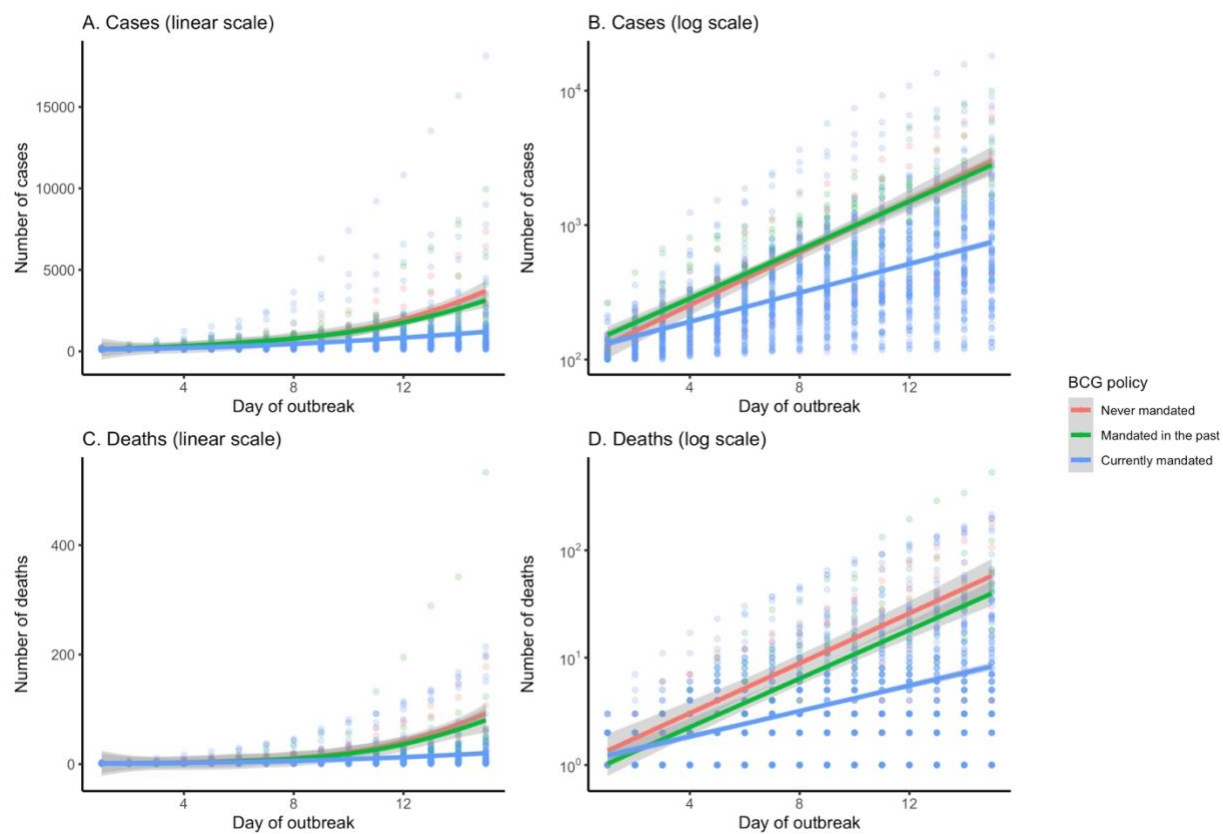 A. Cases (linear scale)
Number of cases
15000
10000
5000
0
4
8
12
Day of outbreak
B. Cases (log scale)
Number of cases
10⁴
10³
10²
4
8
12
Day of outbreak
C. Deaths (linear scale)
Number of deaths
400
200
0
4
8
12
Day of outbreak
D. Deaths (log scale)
Number of deaths
10²
10¹
10⁰
4
8
12
Day of outbreak
BCG policy
Never mandated
Mandated in the past
Currently mandated